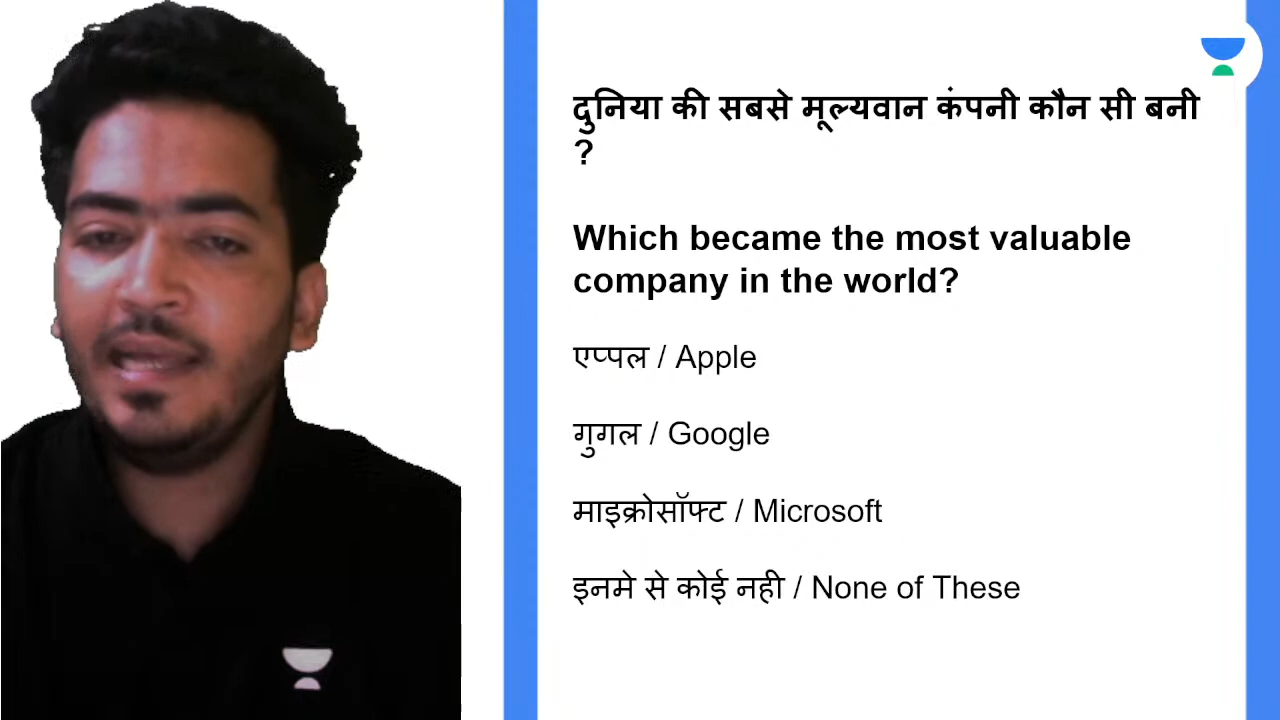 दुनिया की सबसे मूल्यवान कंपनी कौन सी बनी
?
Which became the most valuable
company in the world?
एप्पल / Apple
गुगल / Google
माइक्रोसॉफ्ट / Microsoft
इनमे से कोई नही / None of These